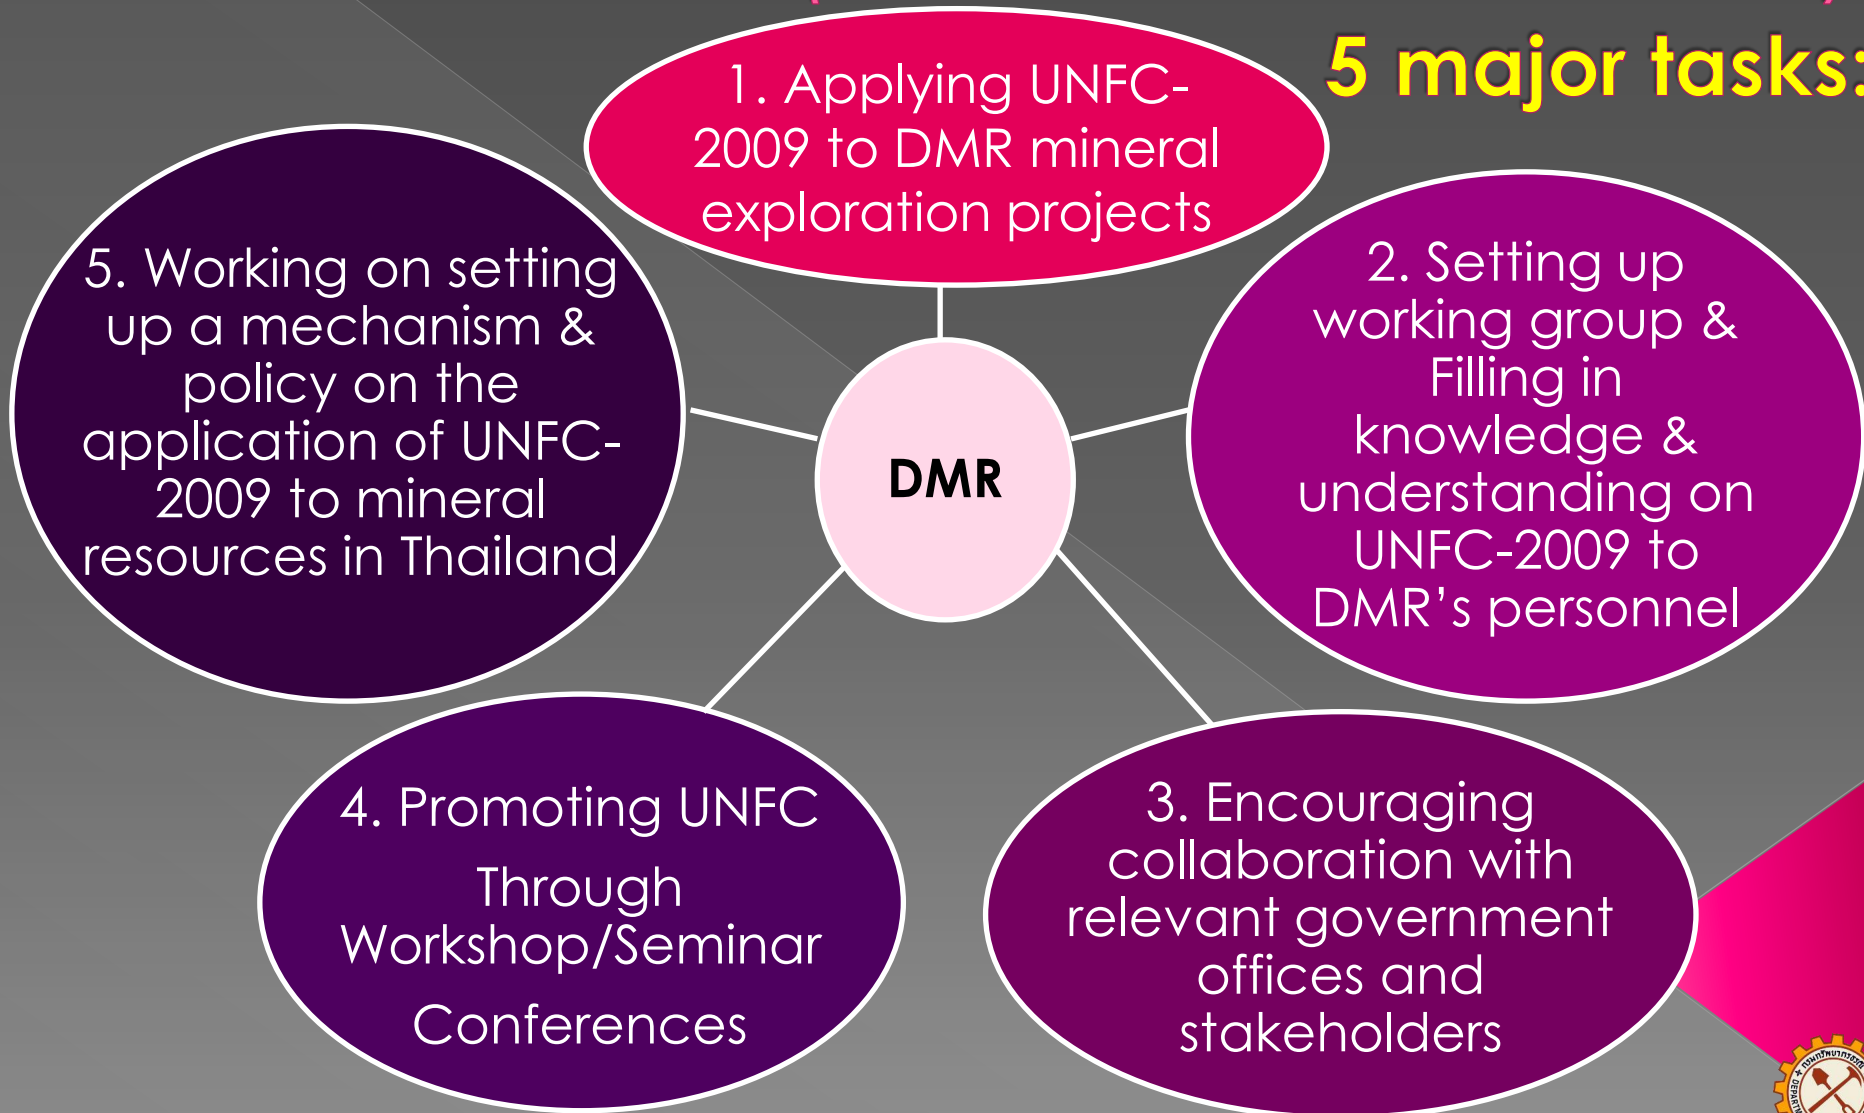 5 major tasks:
1. Applying UNFC-
2009 to DMR mineral
exploration projects
2. Setting up
working group &
Filling in
knowledge &
understanding on
UNFC-2009 to
DMR’s personnel
3. Encouraging
collaboration with
relevant government
offices and
stakeholders
4. Promoting UNFC
Through
Workshop/Seminar
Conferences
5. Working on setting
up a mechanism &
policy on the
application of UNFC-
2009 to mineral
resources in Thailand
DMR